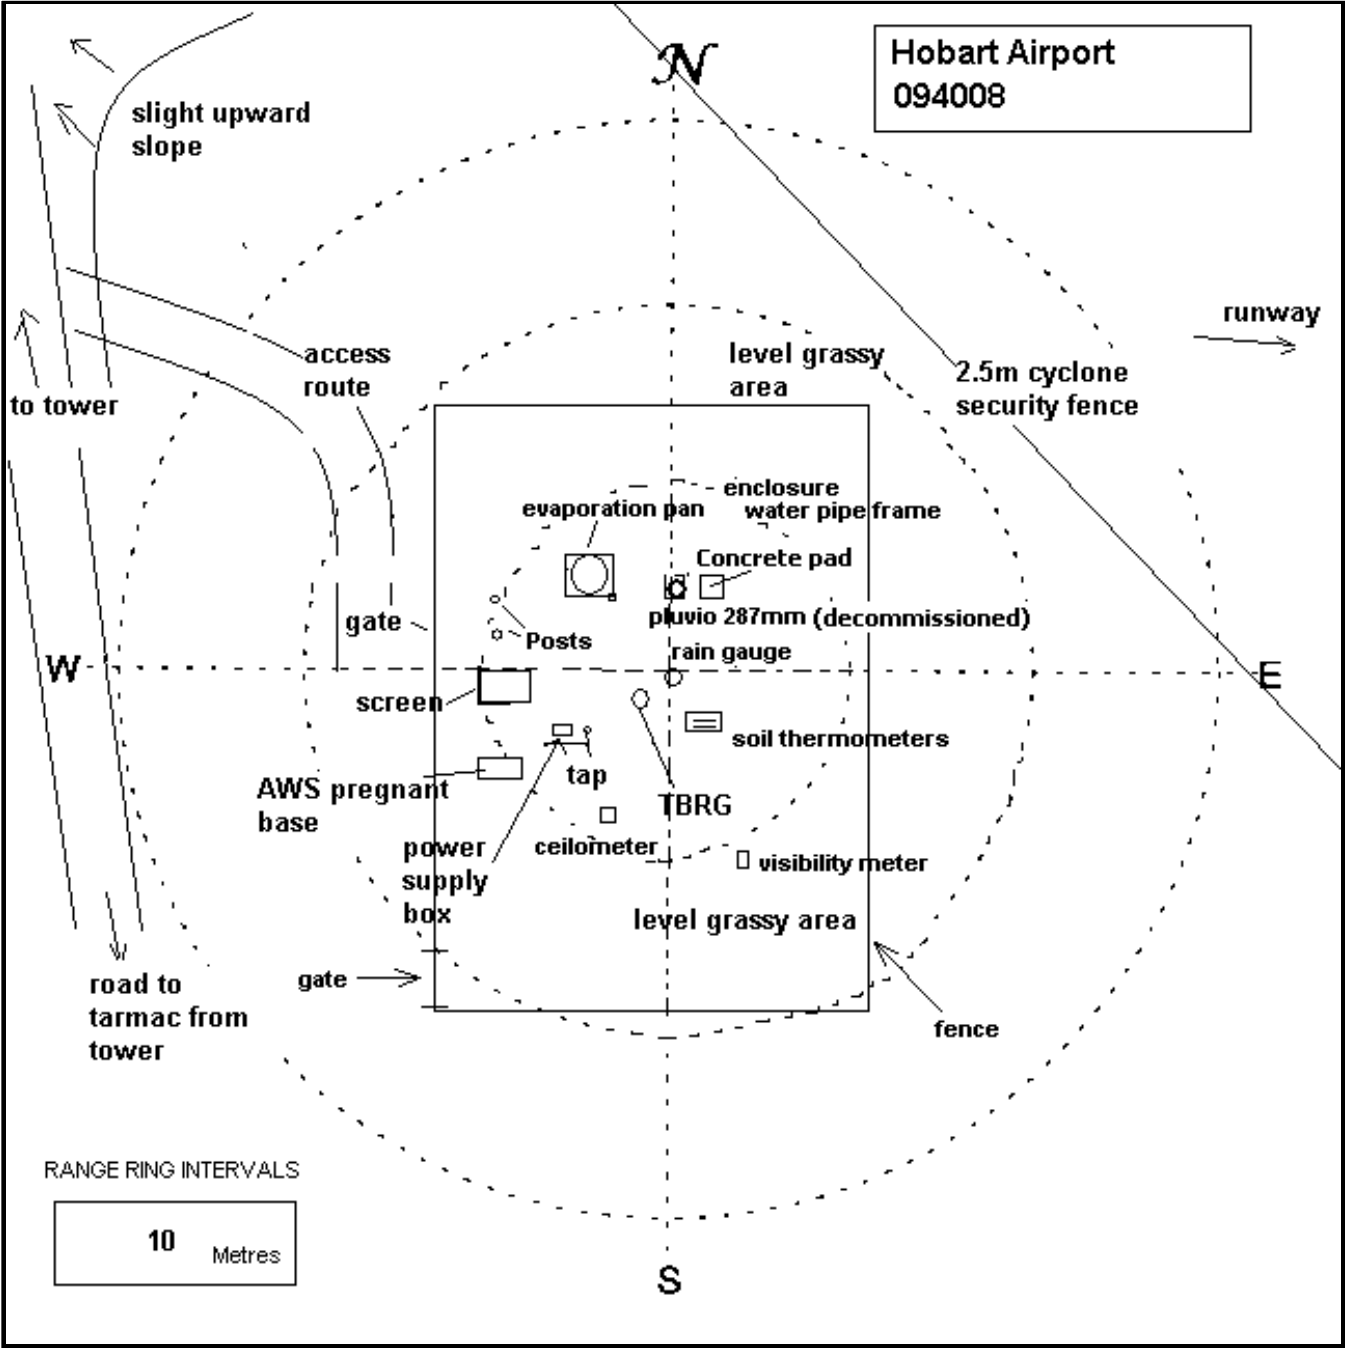 N
Hobart Airport
094008
slight upward
slope
runway
access
route
level grassy
area
2.5m cyclone
security fence
to tower
enclosure
evaporation pan
water pipe frame
Concrete pad
gate
pluvio 287mm (decommissioned)
Posts
rain gauge
W
E
screen
soil thermometers
AWS pregnant
base
tap
TBRG
power
supply
box
ceilometer
visibility meter
level grassy area
gate
road to
tarmac from
tower
fence
RANGE RING INTERVALS
10 Metres
S